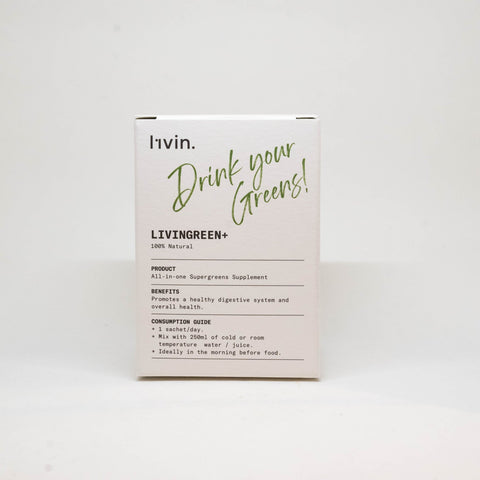 livin.
Drink your
Greens!
LIVINGREEN+
100% Natural
PRODUCT
All-in-one Supergreens Supplement
BENEFITS
Promotes a healthy digestive system and
overall health.
CONSUMPTION GUIDE
+ 1 sachet/day.
* Mix with 250ml of cold or room
temperature water / juice.
* Ideally in the morning before food.